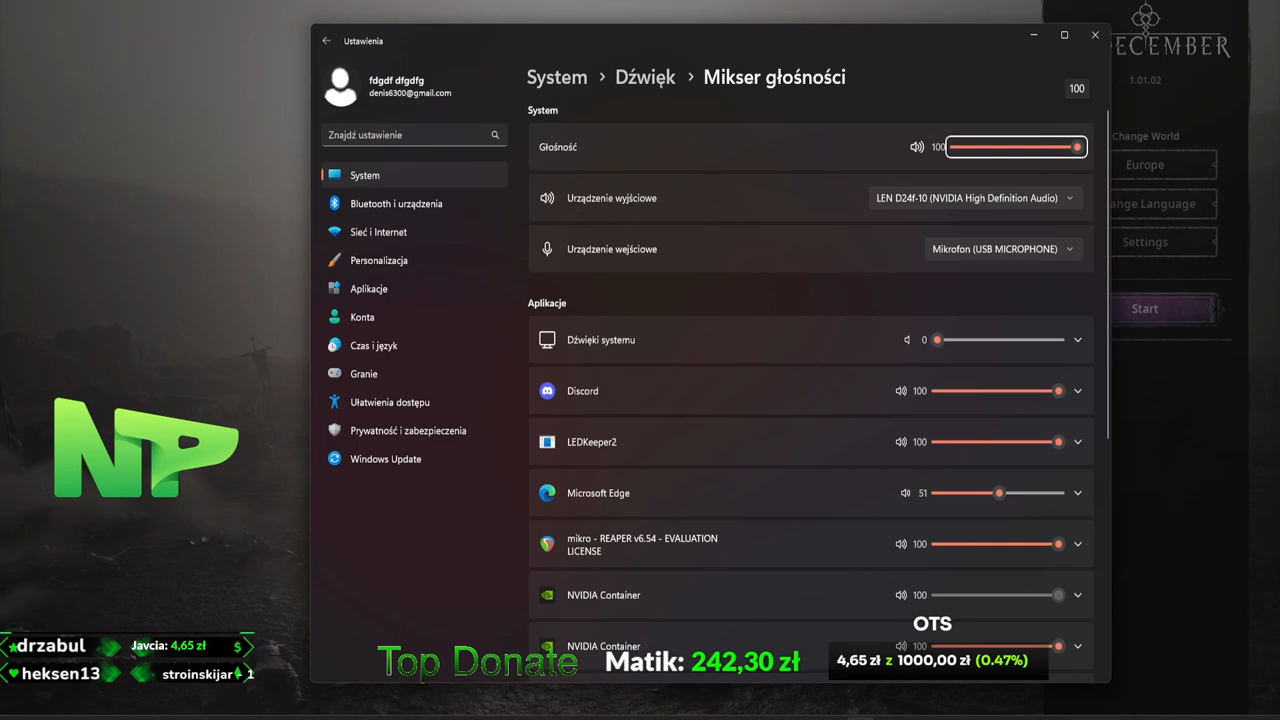 Ustawienia
fdgdf dfgdfg
denis6300@gmail.com
Znajdź ustawienie
System
Bluetooth i urządzenia
Sieć i Internet
Personalizacja
Aplikacje
Konta
Czas i język
Granie
Ułatwienia dostępu
Prywatność i zabezpieczenia
Windows Update
System > Dźwięk > Mikser głośności
100
System
Głośność 100
Urządzenie wyjściowe LEN D24f-10 (NVIDIA High Definition Audio)
Urządzenie wejściowe Mikrofon (USB MICROPHONE)
Aplikacje
Dźwięki systemu 0
Discord 100
LEDKeeper2 100
Microsoft Edge 51
mikro - REAPER v6.54 - EVALUATION
LICENSE 100
NVIDIA Container 100
NVIDIA Container 100
ECEMBER
1.01.02
Change World
Europe
ange Language
Settings
Start
NP
drzabul Javcia: 4,65 zł $
heksen13 stroinskijar - 1
Top Donate Matik: 242,30 zł
OTS
4,65 zł z 1000,00 zł (0.47%)